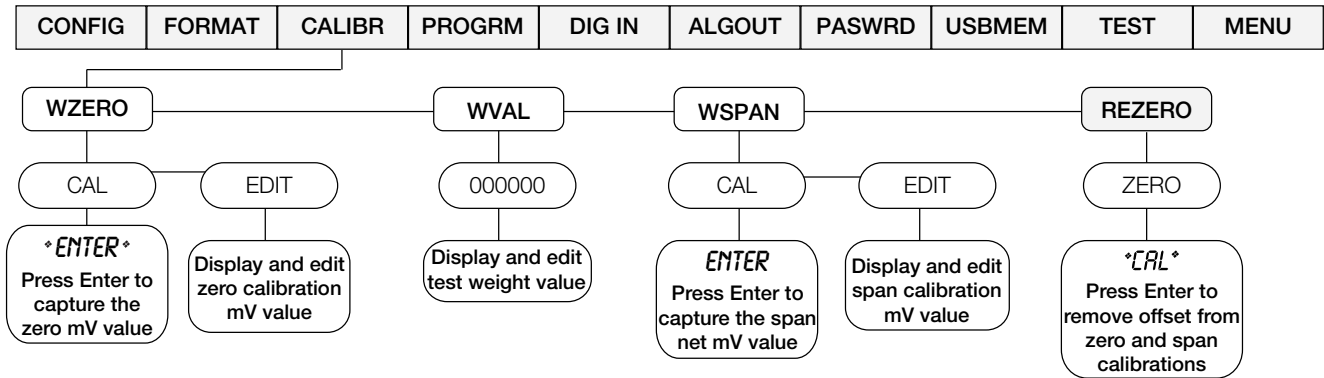 CONFIG FORMAT CALIBR PROGRM DIG IN ALGOUT PASWRD USBMEM TEST MENU
WZERO WVAL WSPAN REZERO
CAL EDIT 000000 CAL EDIT ZERO
*ENTER*
Press Enter to
capture the
zero mV value
Display and edit
zero calibration
mV value
Display and edit
test weight value
ENTER
Press Enter to
capture the span
net mV value
Display and edit
span calibration
mV value
*CAL*
Press Enter to
remove offset from
zero and span
calibrations